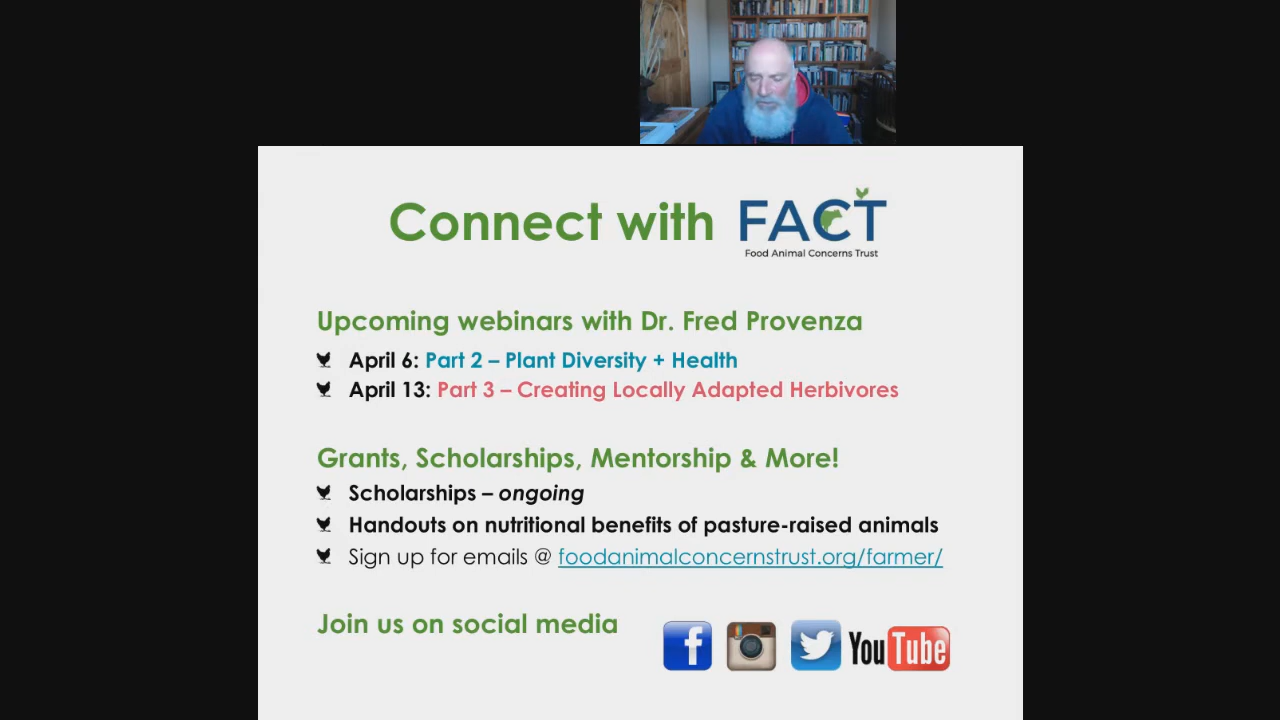 Connect with FACT
Food Animal Concerns Trust
Upcoming webinars with Dr. Fred Provenza
April 6: Part 2 – Plant Diversity + Health
April 13: Part 3 – Creating Locally Adapted Herbivores
Grants, Scholarships, Mentorship & More!
Scholarships – ongoing
Handouts on nutritional benefits of pasture-raised animals
Sign up for emails @ foodanimalconcernstrust.org/farmer/
Join us on social media
f
YouTube